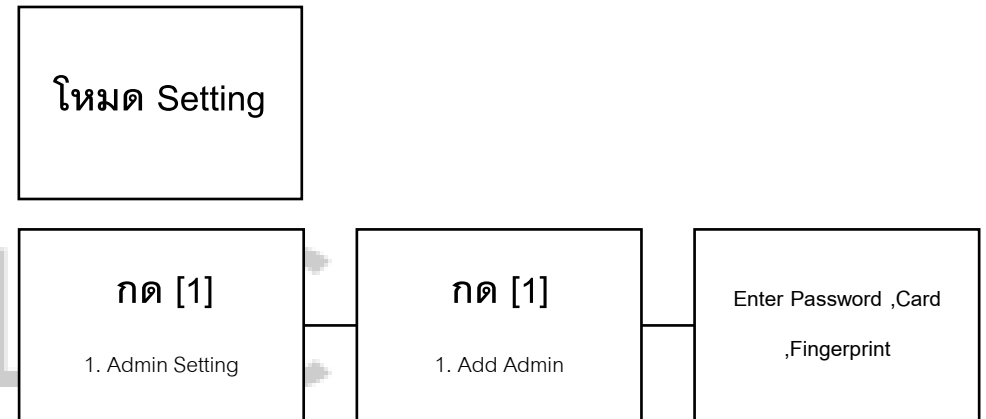 โหมด Setting
กด [1]
1. Admin Setting
กด [1]
1. Add Admin
Enter Password ,Card
,Fingerprint